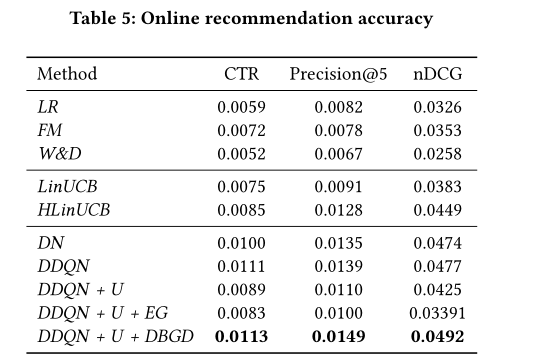 Table 5: Online recommendation accuracy
Method CTR Precision@5 nDCG
LR 0.0059 0.0082 0.0326
FM 0.0072 0.0078 0.0353
W&D 0.0052 0.0067 0.0258
LinUCB 0.0075 0.0091 0.0383
HLinUCB 0.0085 0.0128 0.0449
DN 0.0100 0.0135 0.0474
DDQN 0.0111 0.0139 0.0477
DDQN + U 0.0089 0.0110 0.0425
DDQN + U + EG 0.0083 0.0100 0.03391
DDQN + U + DBGD 0.0113 0.0149 0.0492